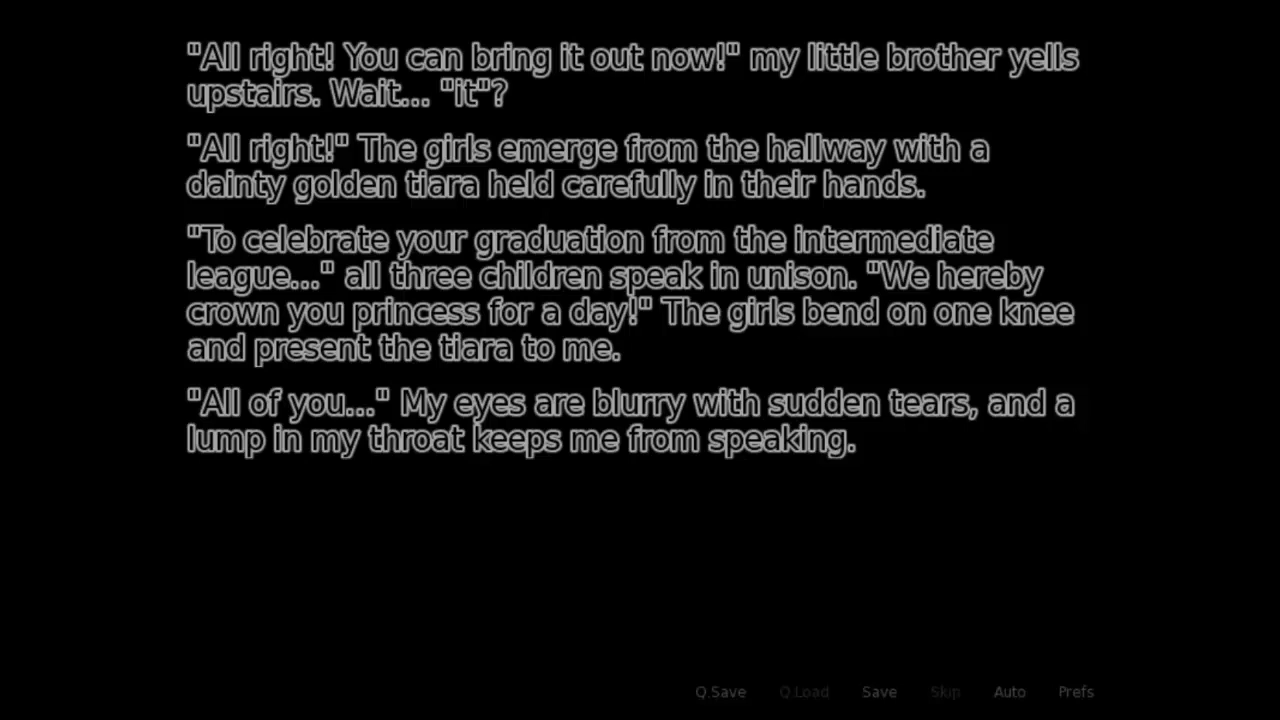 "All right! You can bring it out now!" my little brother yells
upstairs. Wait... "it"?
"All right!" The girls emerge from the hallway with a
dainty golden tiara held carefully in their hands.
"To celebrate your graduation from the intermediate
league..." all three children speak in unison. "We hereby
crown you princess for a day!" The girls bend on one knee
and present the tiara to me.
"All of you..." My eyes are blurry with sudden tears, and a
lump in my throat keeps me from speaking.
Q.Save Q.Load Save Skip Auto Prefs